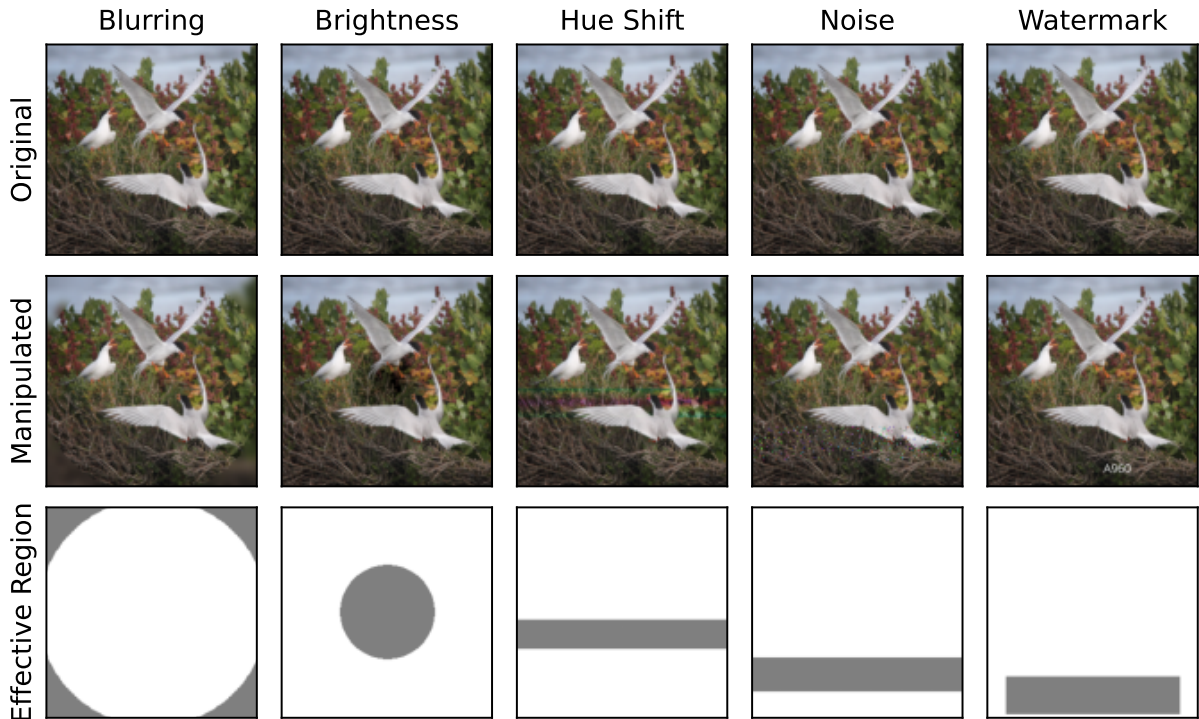 Blurring Brightness Hue Shift Noise Watermark
Original
Manipulated
A960
Effective Region